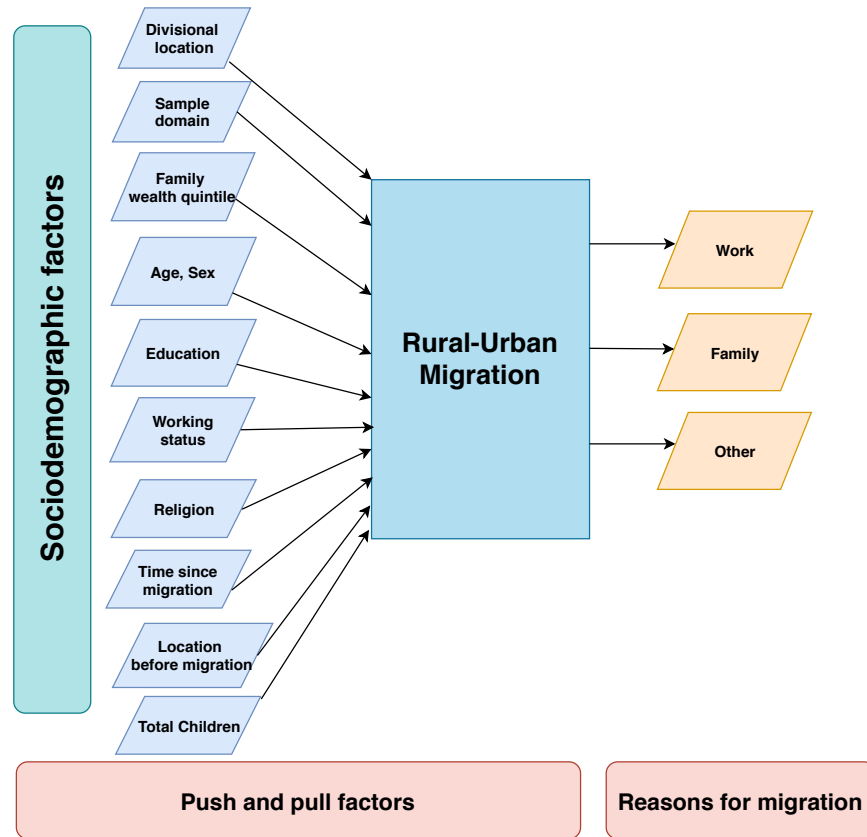 Sociodemographic factors
Divisional
location
Sample
domain
Family
wealth quintile
Age, Sex
Education
Working
status
Religion
Time since
migration
Location
before migration
Total Children
Rural-Urban
Migration
Work
Family
Other
Push and pull factors
Reasons for migration